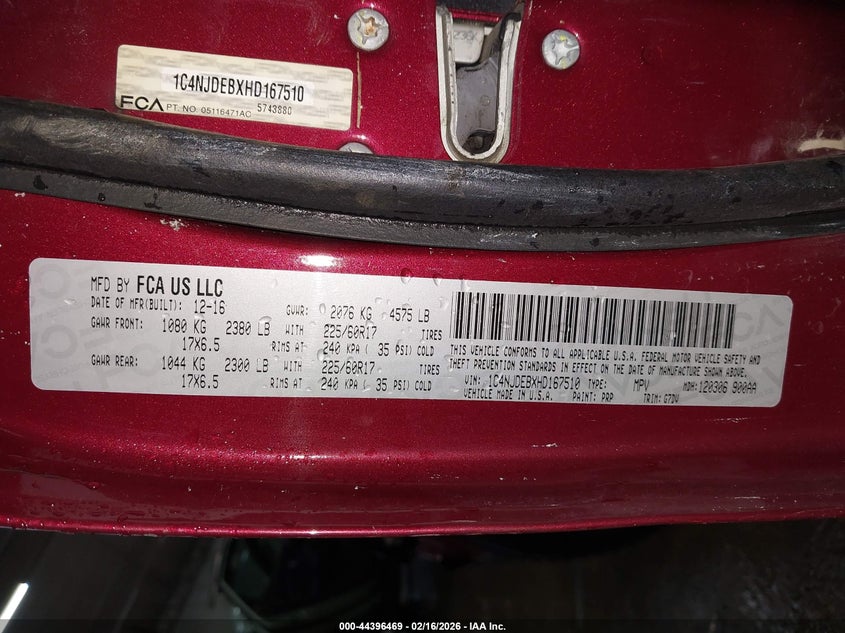 1C4NJDEBXHD167510
FCA PT. NO. 05116471AC 5743880
MFD BY FCA US LLC
DATE OF MFR(BUILT): 12-16 GVWR: 2076 KG 4575 LB
GAWR FRONT: 1080 KG 2380 LB WITH 225/60R17 TIRES
17X6.5 RIMS AT 240 KPA ( 35 PSI) COLD
GAWR REAR: 1044 KG 2300 LB WITH 225/60R17 TIRES
17X6.5 RIMS AT 240 KPA ( 35 PSI) COLD
THIS VEHICLE CONFORMS TO ALL APPLICABLE U.S.A. FEDERAL MOTOR VEHICLE SAFETY AND
THEFT PREVENTION STANDARDS IN EFFECT ON THE DATE OF MANUFACTURE SHOWN ABOVE.
VIN: 1C4NJDEBXHD167510 TYPE: MPV MDH: 120306 900AA
VEHICLE MADE IN U.S.A. PAINT: PRP TRIM: G7DV
000-44396469 - 02/16/2026 - IAA Inc.